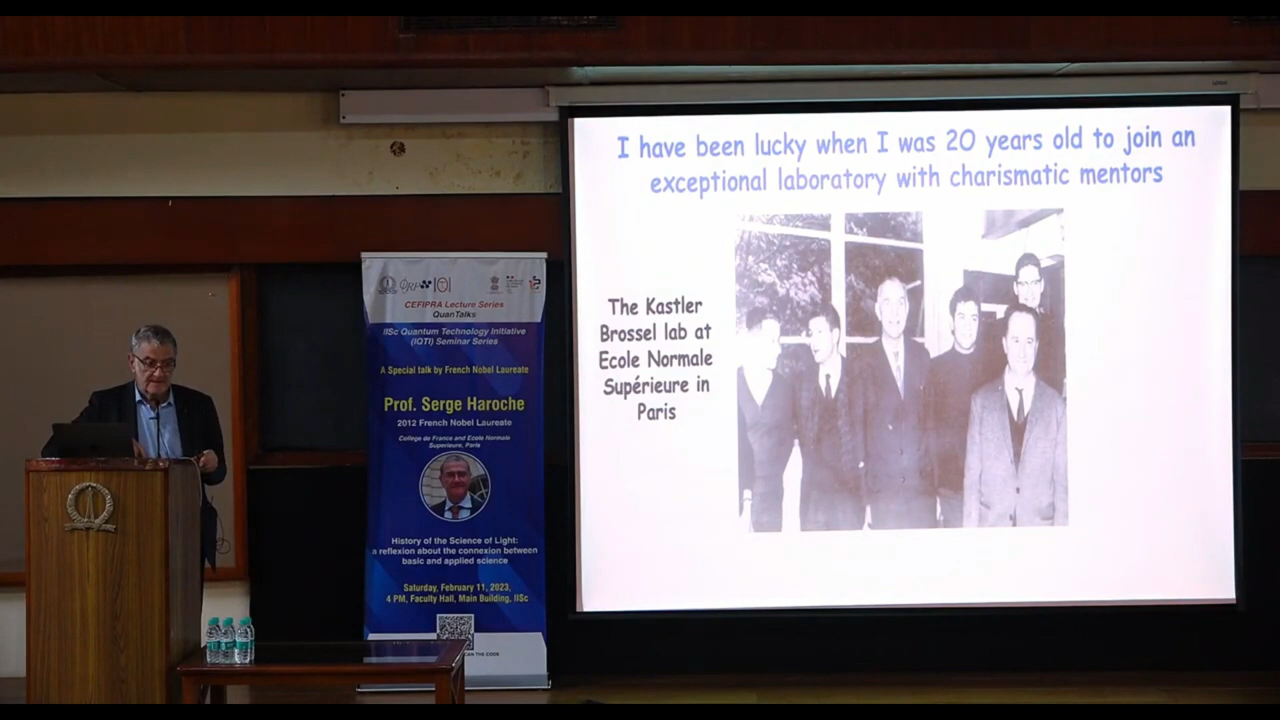 I have been lucky when I was 20 years old to join an
exceptional laboratory with charismatic mentors
The Kastler
Brossel lab at
Ecole Normale
Supérieure in
Paris
CEFIPRA Lecture Series
QuanTalks
IISc Quantum Technology Initiative
(IQTI) Seminar Series
A Special talk by French Nobel Laureate
Prof. Serge Haroche
2012 French Nobel Laureate
College de France and Ecole Normale
Superieure, Paris
History of the Science of Light:
a reflexion about the connexion between
basic and applied science
Saturday, February 11, 2023,
4 PM, Faculty Hall, Main Building, IISc
CAN THE CODE